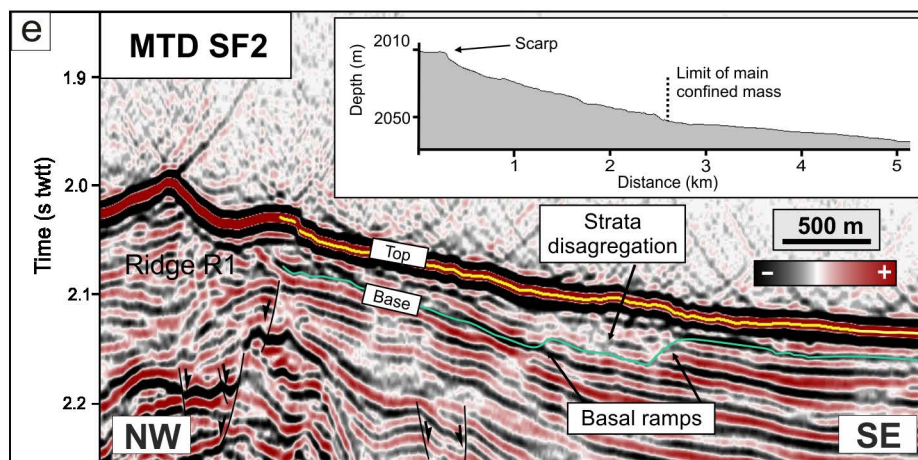 e
MTD SF2
2010
2050
Depth (m)
Scarp
Limit of main
confined mass
1
2
3
4
5
Distance (km)
1.9
2.0
2.1
2.2
Time (s twtt)
Strata
disagregation
500 m
-
+
Top
Ridge R1
Base
Basal ramps
NW
SE